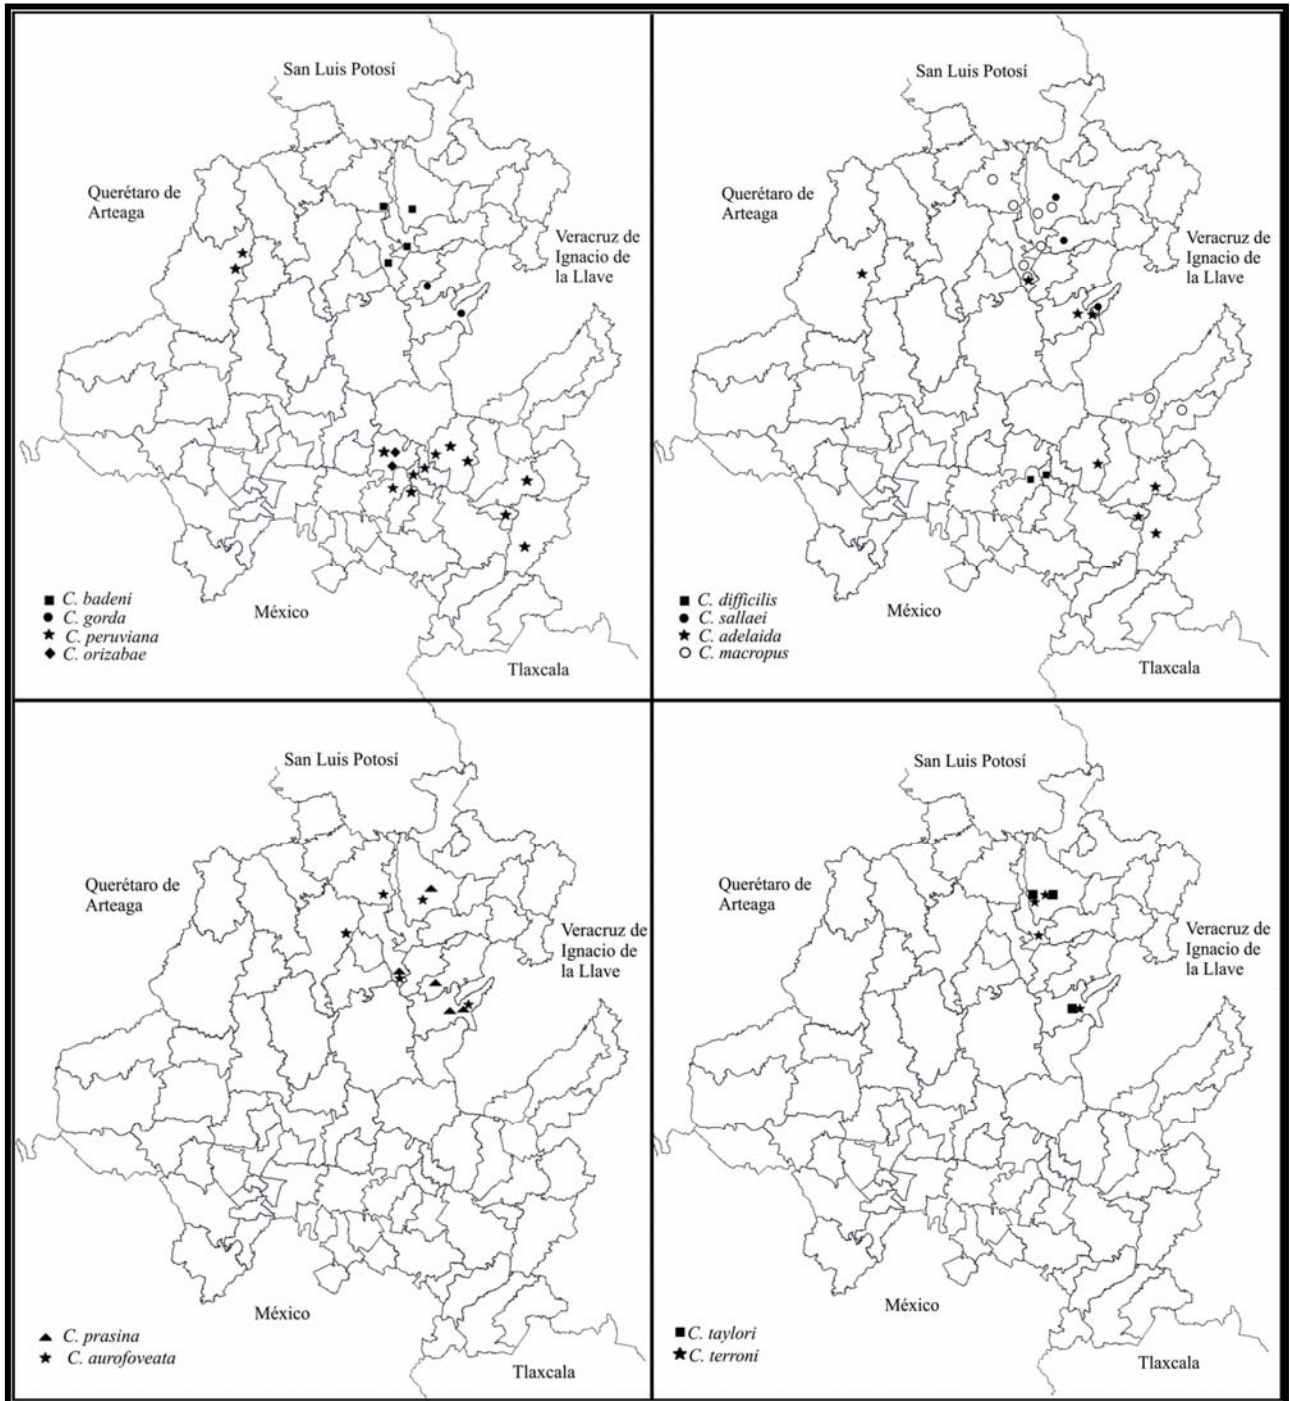 San Luis Potosí
Querétaro de
Arteaga
Veracruz de
Ignacio de
la Llave
México
Tlaxcala
C. badeni
C. gorda
C. peruviana
C. orizabae
San Luis Potosí
Querétaro de
Arteaga
Veracruz de
Ignacio de
la Llave
México
Tlaxcala
C. difficilis
C. sallaei
C. adelaida
C. macropus
San Luis Potosí
Querétaro de
Arteaga
Veracruz de
Ignacio de
la Llave
México
Tlaxcala
C. prasina
C. aurofoveata
San Luis Potosí
Querétaro de
Arteaga
Veracruz de
Ignacio de
la Llave
México
Tlaxcala
C. taylori
C. terroni